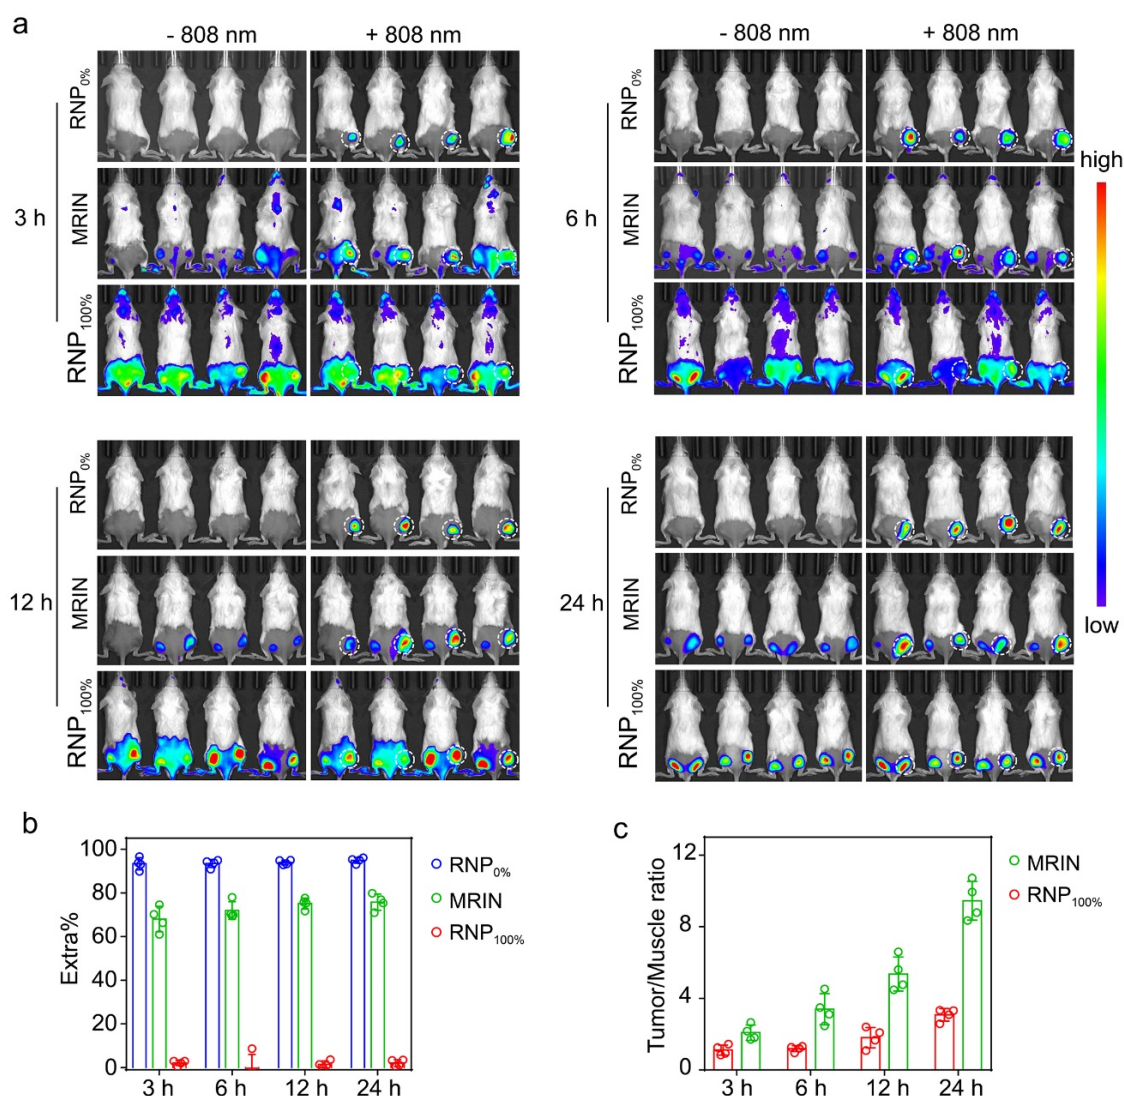 a
- 808 nm + 808 nm
- 808 nm + 808 nm
3 h
RNP0%
MRIN
RNP100%
6 h
RNP0%
MRIN
RNP100%
high
low
12 h
RNP0%
MRIN
RNP100%
24 h
RNP0%
MRIN
RNP100%
b
Extra%
100
80
60
40
20
0
3 h 6 h 12 h 24 h
RNP0%
MRIN
RNP100%
c
Tumor/Muscle ratio
12
8
4
0
3 h 6 h 12 h 24 h
MRIN
RNP100%